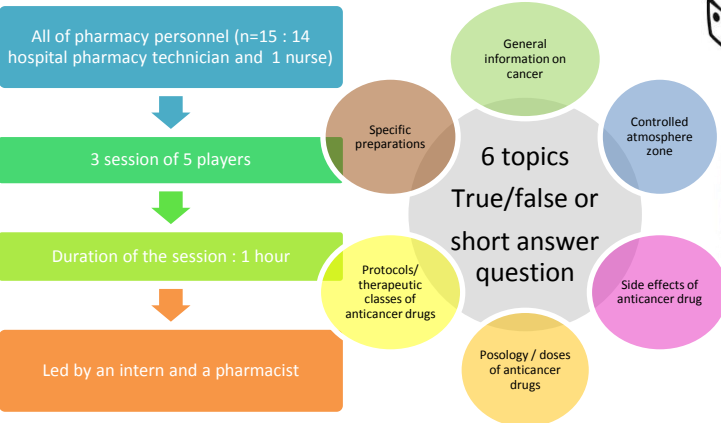 All of pharmacy personnel (n=15 : 14
hospital pharmacy technician and 1 nurse)
3 session of 5 players
Duration of the session : 1 hour
Led by an intern and a pharmacist
General
information on
cancer
Controlled
atmosphere
zone
Side effects of
anticancer drug
Posology / doses
of anticancer
drugs
Protocols/
therapeutic
classes of
anticancer drugs
Specific
preparations
6 topics
True/false or
short answer
question